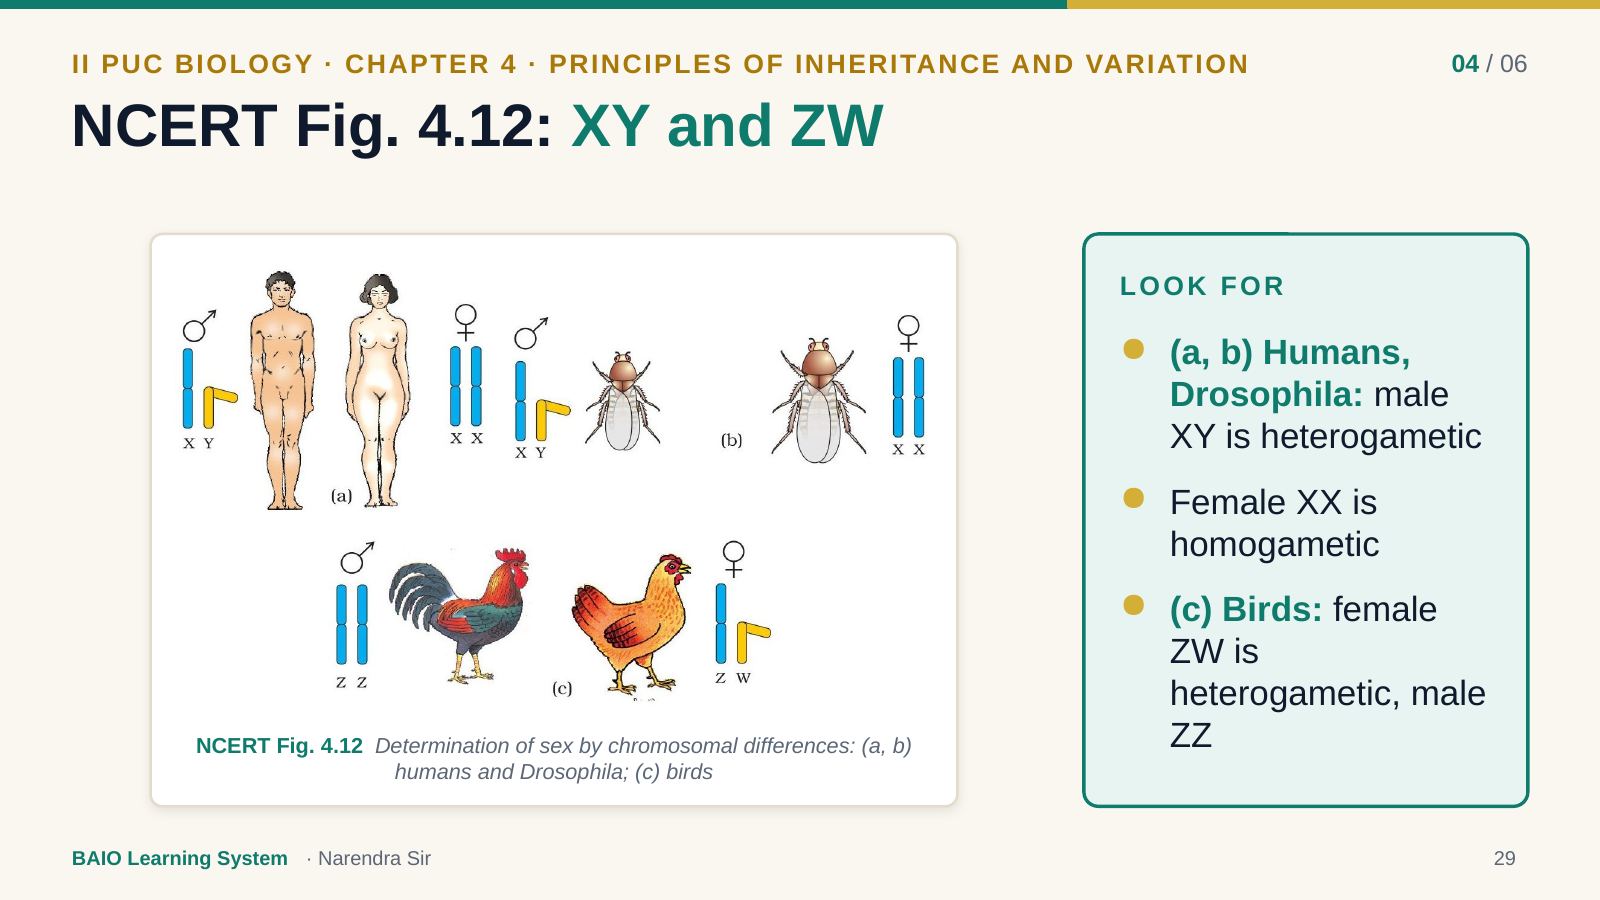 II PUC BIOLOGY · CHAPTER 4 · PRINCIPLES OF INHERITANCE AND VARIATION
04 / 06
NCERT Fig. 4.12: XY and ZW
X Y
(a)
X X
X Y
(b)
X X
Z Z
(c)
Z W
NCERT Fig. 4.12 Determination of sex by chromosomal differences: (a, b)
humans and Drosophila; (c) birds
LOOK FOR
(a, b) Humans,
Drosophila: male
XY is heterogametic
Female XX is
homogametic
(c) Birds: female
ZW is
heterogametic, male
ZZ
BAIO Learning System · Narendra Sir
29